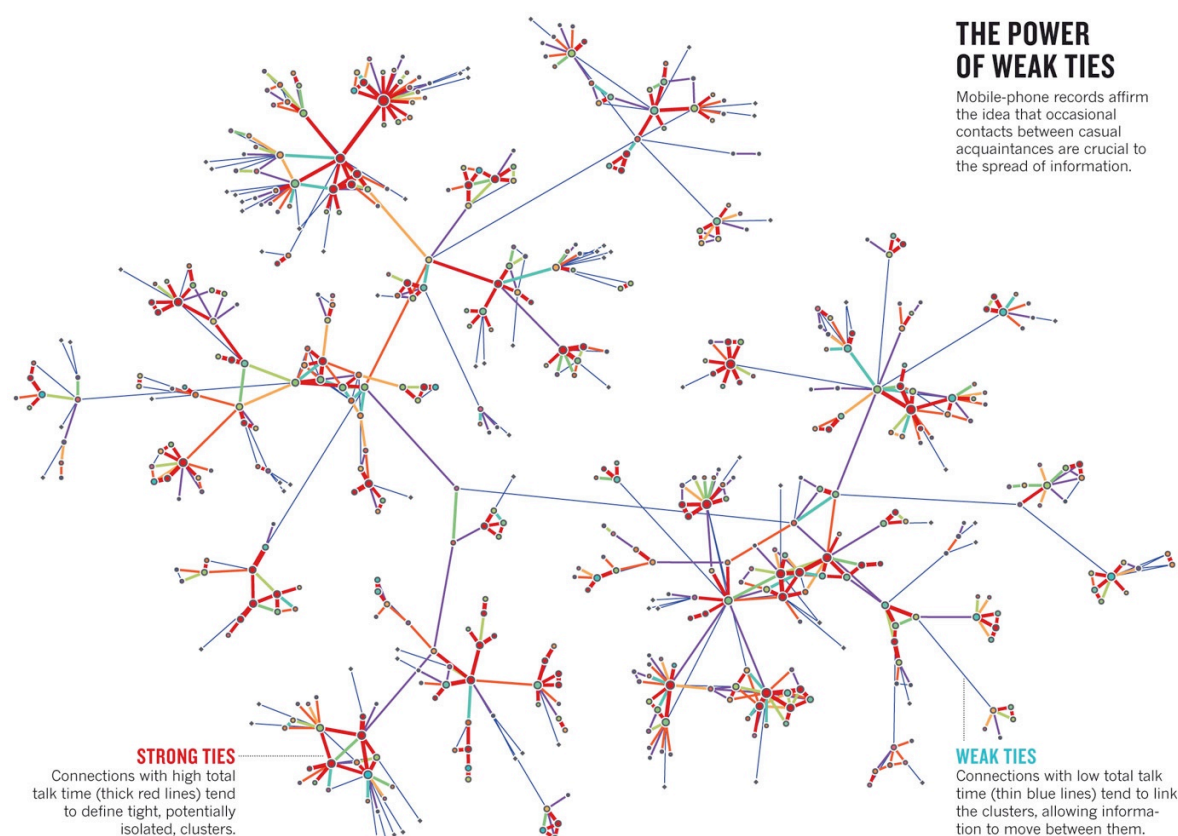 THE POWER
OF WEAK TIES
Mobile-phone records affirm
the idea that occasional
contacts between casual
acquaintances are crucial to
the spread of information.
STRONG TIES
Connections with high total
talk time (thick red lines) tend
to define tight, potentially
isolated, clusters.
WEAK TIES
Connections with low total talk
time (thin blue lines) tend to link
the clusters, allowing informa-
tion to move between them.